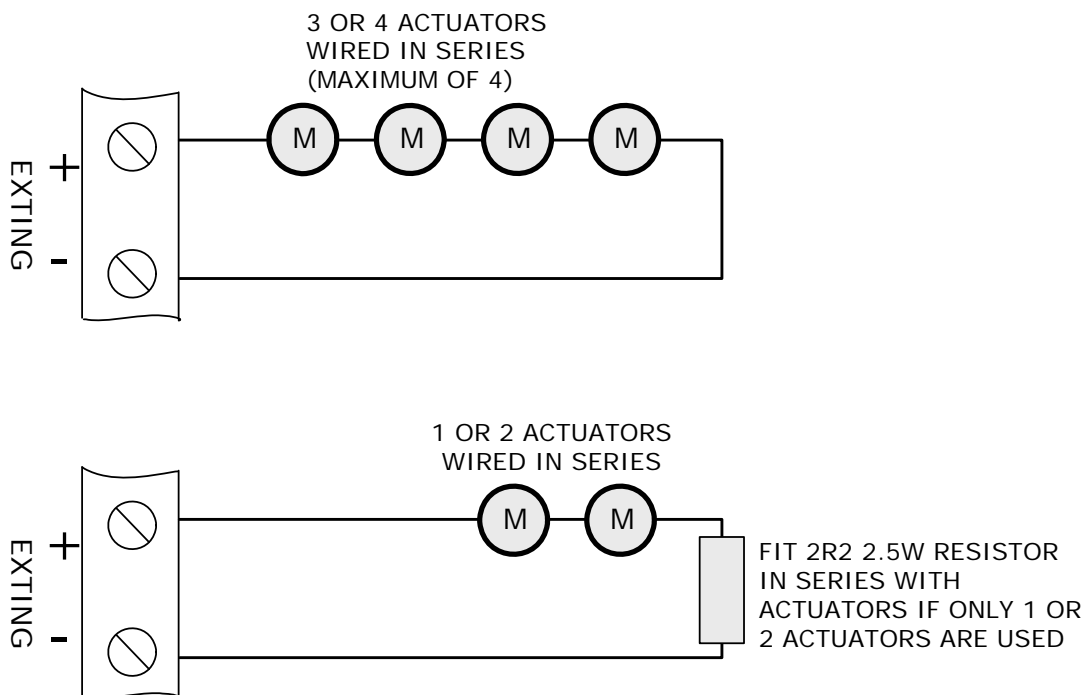 3 OR 4 ACTUATORS
WIRED IN SERIES
(MAXIMUM OF 4)
M M M M
+
EXTING
-
1 OR 2 ACTUATORS
WIRED IN SERIES
M M
+
EXTING
-
FIT 2R2 2.5W RESISTOR
IN SERIES WITH
ACTUATORS IF ONLY 1 OR
2 ACTUATORS ARE USED